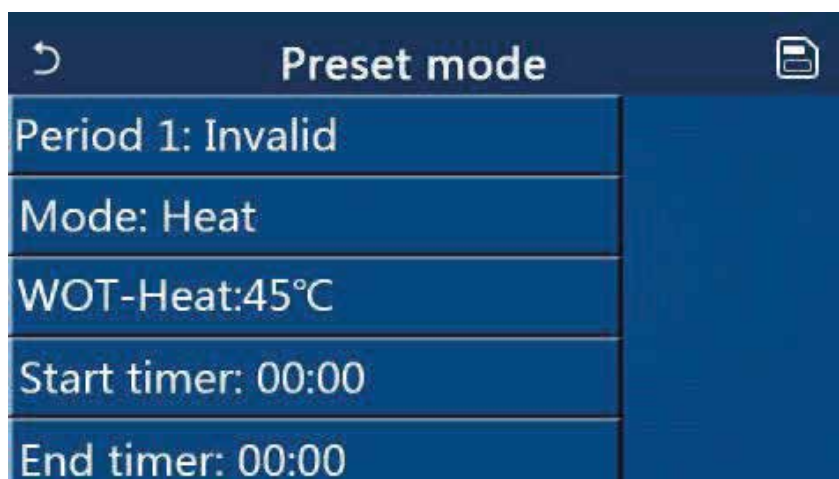 Preset mode
Period 1: Invalid
Mode: Heat
WOT-Heat:45℃
Start timer: 00:00
End timer: 00:00